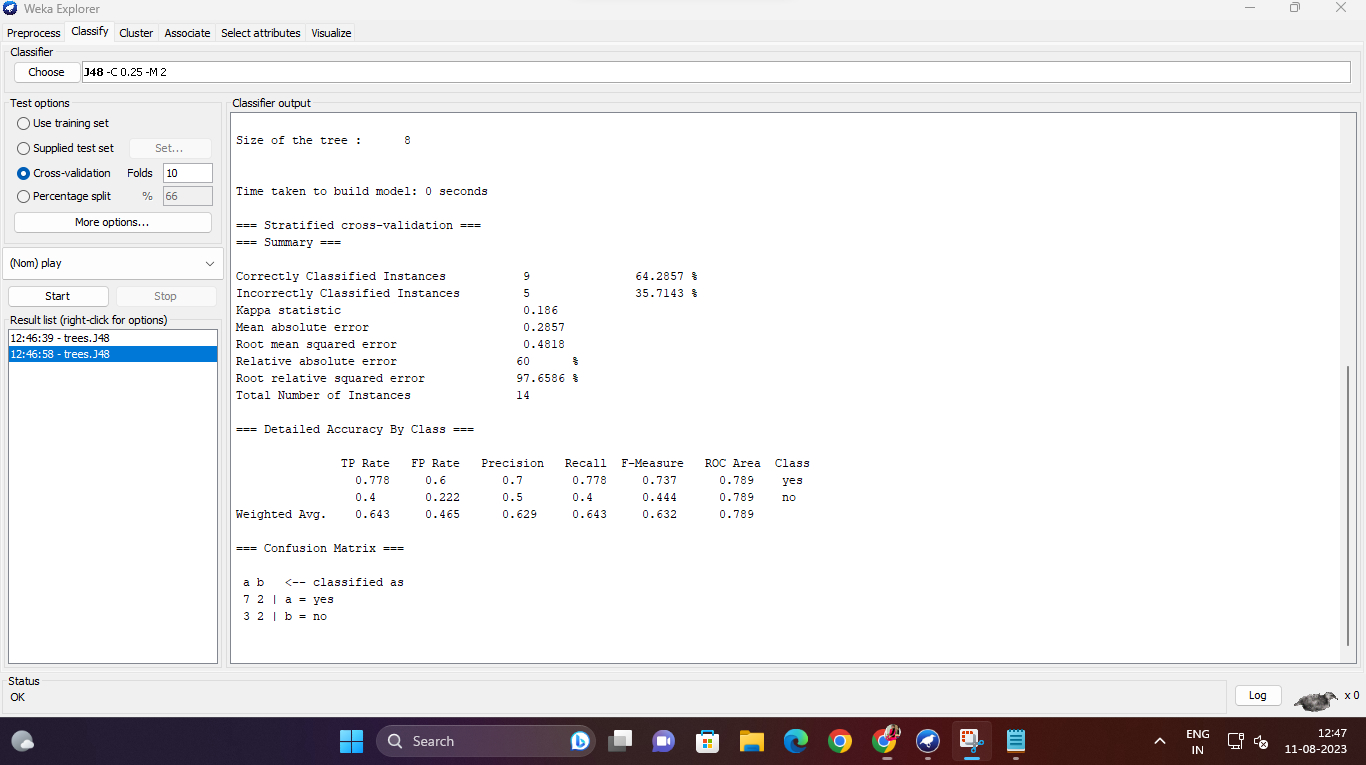 Weka Explorer
Preprocess Classify Cluster Associate Select attributes Visualize
Classifier
Choose J48 -C 0.25 -M 2
Test options
Use training set
Supplied test set Set...
Cross-validation Folds 10
Percentage split % 66
More options...
(Nom) play
Start Stop
Result list (right-click for options)
12:46:39 - trees.J48
12:46:58 - trees.J48
Classifier output
Size of the tree : 8
Time taken to build model: 0 seconds
=== Stratified cross-validation ===
=== Summary ===
Correctly Classified Instances 9 64.2857 %
Incorrectly Classified Instances 5 35.7143 %
Kappa statistic 0.186
Mean absolute error 0.2857
Root mean squared error 0.4818
Relative absolute error 60 %
Root relative squared error 97.6586 %
Total Number of Instances 14
=== Detailed Accuracy By Class ===
TP Rate FP Rate Precision Recall F-Measure ROC Area Class
0.778 0.6 0.7 0.778 0.737 0.789 yes
0.4 0.222 0.5 0.4 0.444 0.789 no
Weighted Avg. 0.643 0.465 0.629 0.643 0.632 0.789
=== Confusion Matrix ===
a b <-- classified as
7 2 | a = yes
3 2 | b = no
Status
OK
Log
x 0
Search
ENG
IN
12:47
11-08-2023